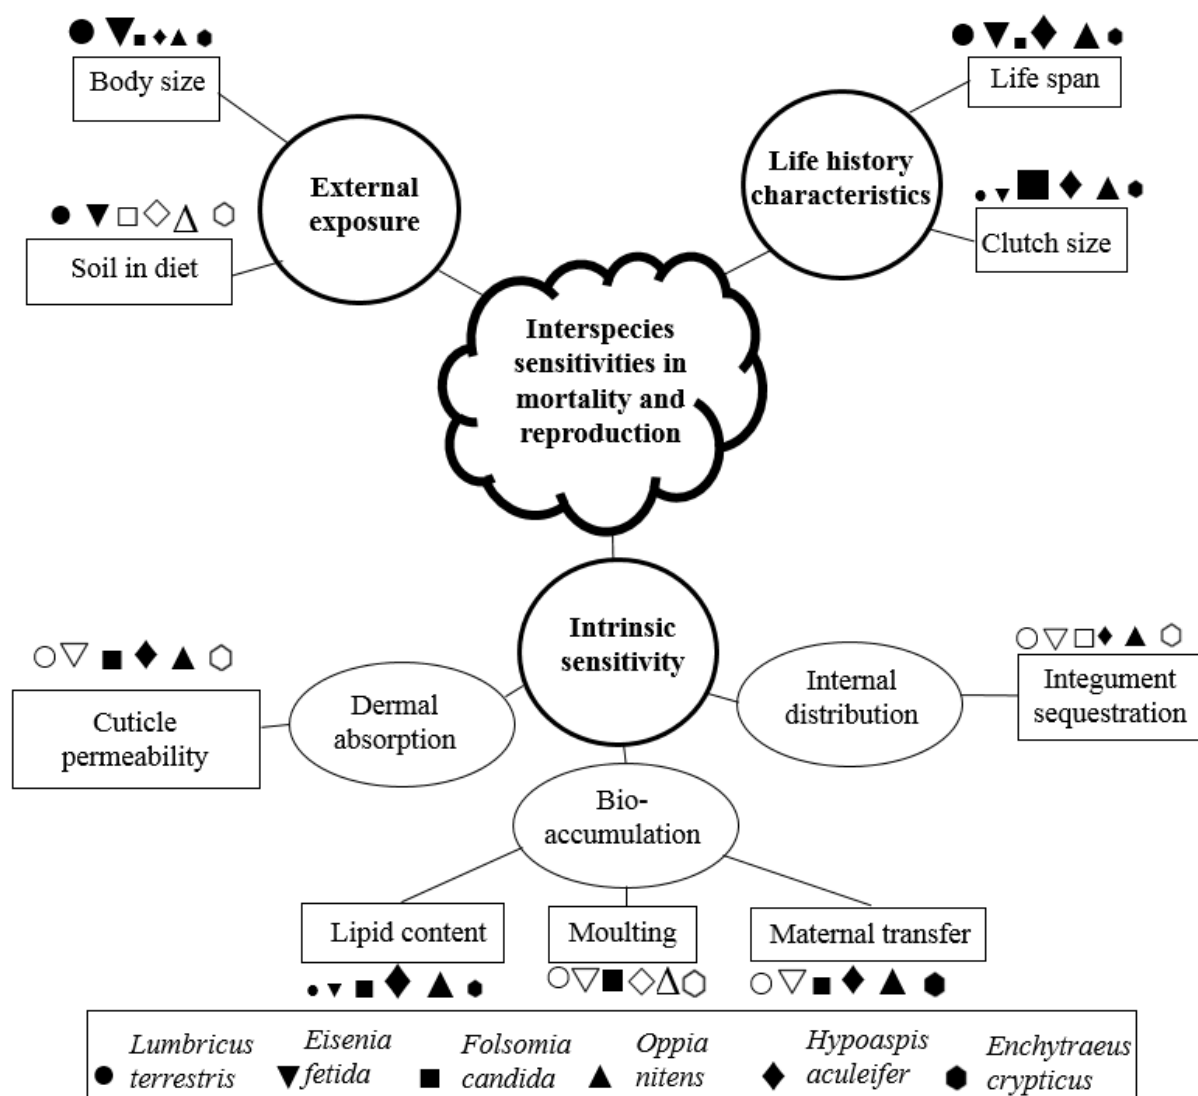 Body size
Life span
External
exposure
Life history
characteristics
Soil in diet
Clutch size
Interspecies
sensitivities in
mortality and
reproduction
Intrinsic
sensitivity
Cuticle
permeability
Dermal
absorption
Internal
distribution
Integument
sequestration
Bio-
accumulation
Lipid content
Moulting
Maternal transfer
Lumbricus
terrestris
Eisenia
fetida
Folsomia
candida
Oppia
nitens
Hypoaspis
aculeifer
Enchytraeus
crypticus